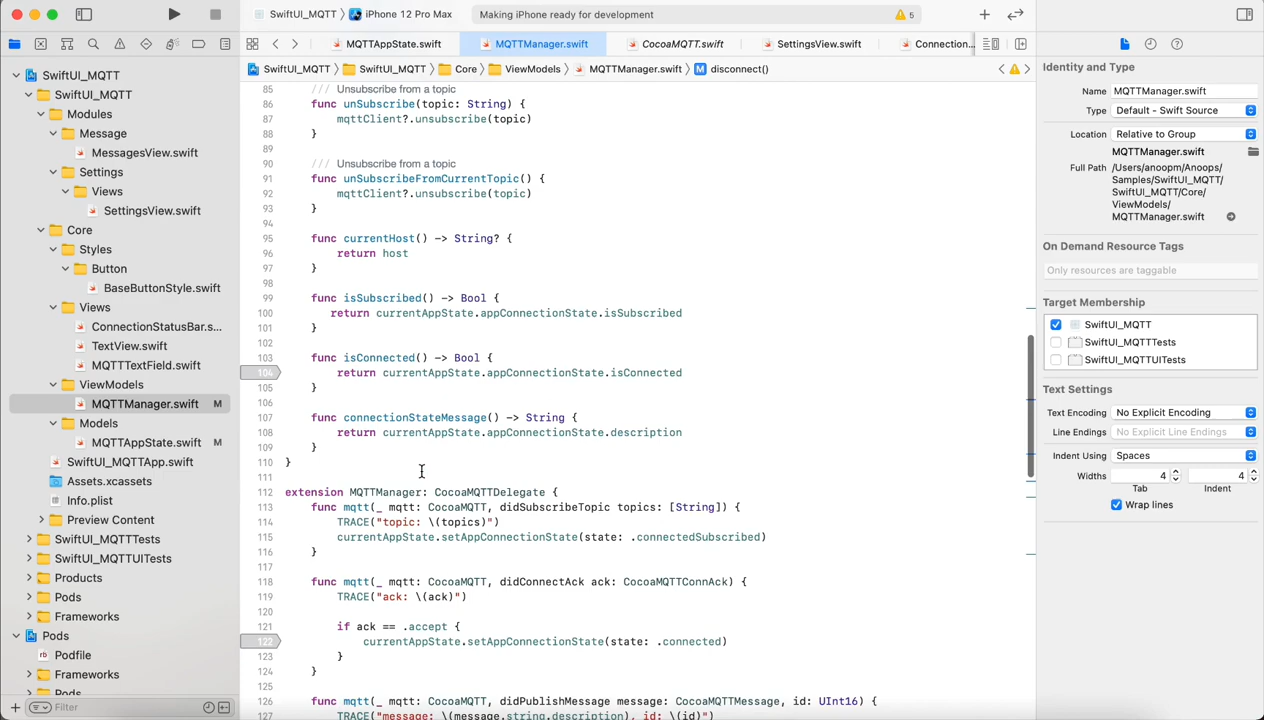 SwiftUI_MQTT
iPhone 12 Pro Max
Making iPhone ready for development
5
MQTTAppState.swift
MQTTManager.swift
CocoaMQTT.swift
SettingsView.swift
Connection...
SwiftUI_MQTT
SwiftUI_MQTT
Core
ViewModels
MQTTManager.swift
M
disconnect()
SwiftUI_MQTT
SwiftUI_MQTT
Modules
Message
MessagesView.swift
Settings
Views
SettingsView.swift
Core
Styles
Button
BaseButtonStyle.swift
Views
ConnectionStatusBar.s...
TextView.swift
MQTTTextField.swift
ViewModels
MQTTManager.swift M
Models
MQTTAppState.swift M
SwiftUI_MQTTApp.swift
Assets.xcassets
Info.plist
Preview Content
SwiftUI_MQTTTests
SwiftUI_MQTTUITests
Products
Pods
Frameworks
Pods
Podfile
Frameworks
Pods
Filter
85 /// Unsubscribe from a topic
86 func unSubscribe(topic: String) {
87 mqttClient?.unsubscribe(topic)
88 }
89
90 /// Unsubscribe from a topic
91 func unSubscribeFromCurrentTopic() {
92 mqttClient?.unsubscribe(topic)
93 }
94
95 func currentHost() -> String? {
96 return host
97 }
98
99 func isSubscribed() -> Bool {
100 return currentAppState.appConnectionState.isSubscribed
101 }
102
103 func isConnected() -> Bool {
104 return currentAppState.appConnectionState.isConnected
105 }
106
107 func connectionStateMessage() -> String {
108 return currentAppState.appConnectionState.description
109 }
110 }
111
112 extension MQTTManager: CocoaMQTTDelegate {
113 func mqtt(_ mqtt: CocoaMQTT, didSubscribeTopic topics: [String]) {
114 TRACE("topic: \(topics)")
115 currentAppState.setAppConnectionState(state: .connectedSubscribed)
116 }
117
118 func mqtt(_ mqtt: CocoaMQTT, didConnectAck ack: CocoaMQTTConnAck) {
119 TRACE("ack: \(ack)")
120
121 if ack == .accept {
122 currentAppState.setAppConnectionState(state: .connected)
123 }
124 }
125
126 func mqtt(_ mqtt: CocoaMQTT, didPublishMessage message: CocoaMQTTMessage, id: UInt16) {
127 TRACE("message: \(message.string.description), id: \(id)")
Identity and Type
Name MQTTManager.swift
Type Default - Swift Source
Location Relative to Group
MQTTManager.swift
Full Path /Users/anoopm/Anoops/
Samples/SwiftUI_MQTT/
SwiftUI_MQTT/Core/
ViewModels/
MQTTManager.swift
On Demand Resource Tags
Only resources are taggable
Target Membership
SwiftUI_MQTT
SwiftUI_MQTTTests
SwiftUI_MQTTUITests
Text Settings
Text Encoding No Explicit Encoding
Line Endings No Explicit Line Endings
Indent Using Spaces
Widths 4 4
Tab Indent
Wrap lines